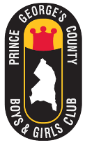 PRINCE GEORGE'S COUNTY
BOYS & GIRLS CLUB